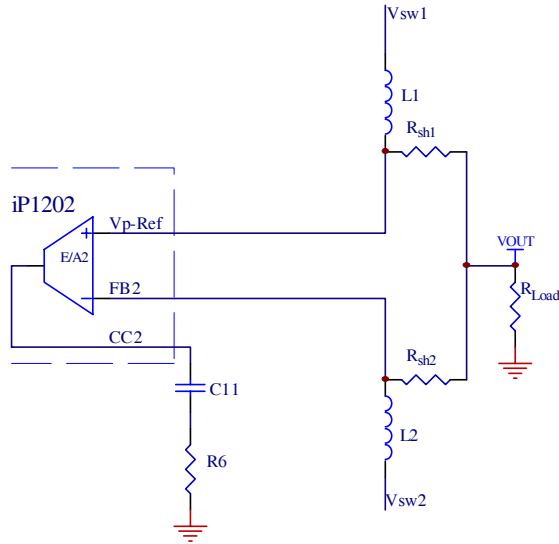 Vsw1
L1
Rsh1
iP1202
Vp-Ref
+
E/A2
VOUT
FB2
RLoad
CC2
Rsh2
C11
L2
R6
Vsw2